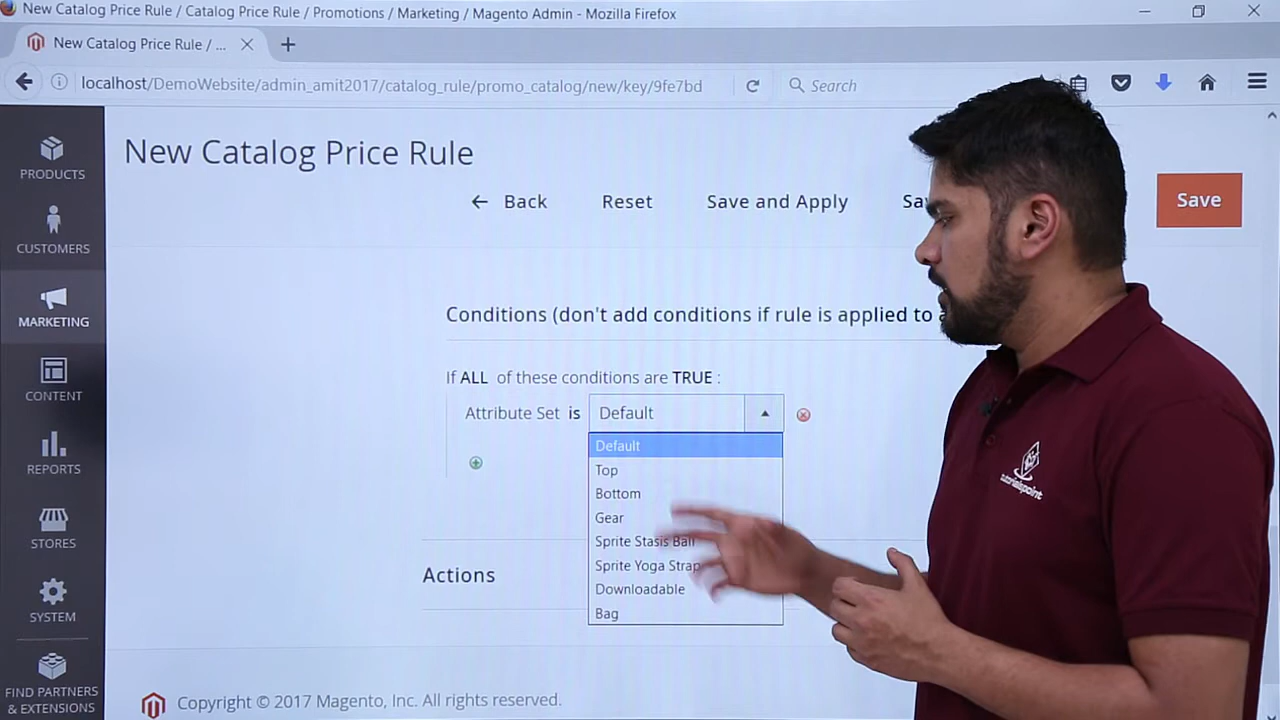 New Catalog Price Rule / Catalog Price Rule / Promotions / Marketing / Magento Admin - Mozilla Firefox
New Catalog Price Rule / ...
localhost/DemoWebsite/admin_amit2017/catalog_rule/promo_catalog/new/key/9fe7bd
Search
PRODUCTS
CUSTOMERS
MARKETING
CONTENT
REPORTS
STORES
SYSTEM
FIND PARTNERS
& EXTENSIONS
New Catalog Price Rule
Back Reset Save and Apply Save
Conditions (don't add conditions if rule is applied to
If ALL of these conditions are TRUE :
Attribute Set is Default
Default
Top
Bottom
Gear
Sprite Stasis Ball
Sprite Yoga Strap
Downloadable
Bag
Actions
Copyright © 2017 Magento, Inc. All rights reserved.
tutorialspoint